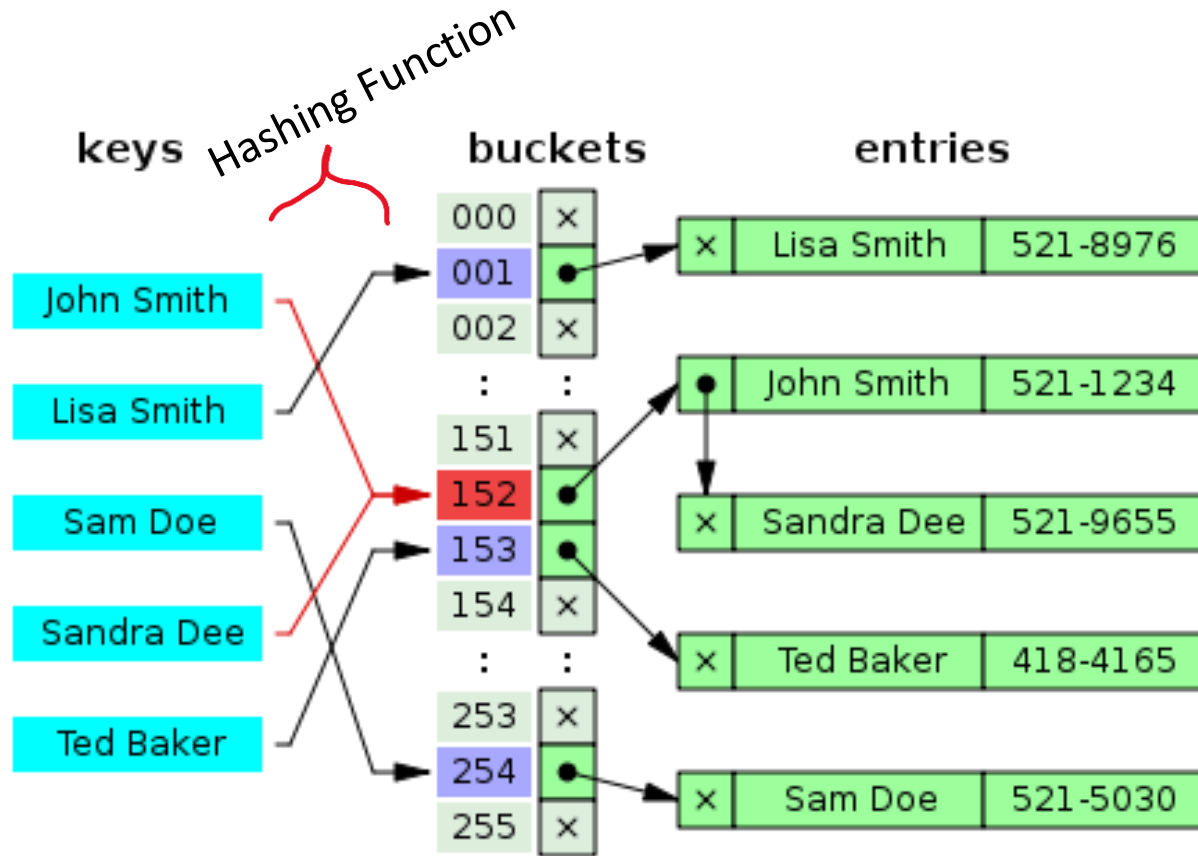 Hashing Function
keys
buckets
entries
John Smith
Lisa Smith
Sam Doe
Sandra Dee
Ted Baker
000 ×
001
002 ×
: :
151 ×
152
153
154 ×
: :
253 ×
254
255 ×
× Lisa Smith 521-8976
John Smith 521-1234
× Sandra Dee 521-9655
× Ted Baker 418-4165
× Sam Doe 521-5030